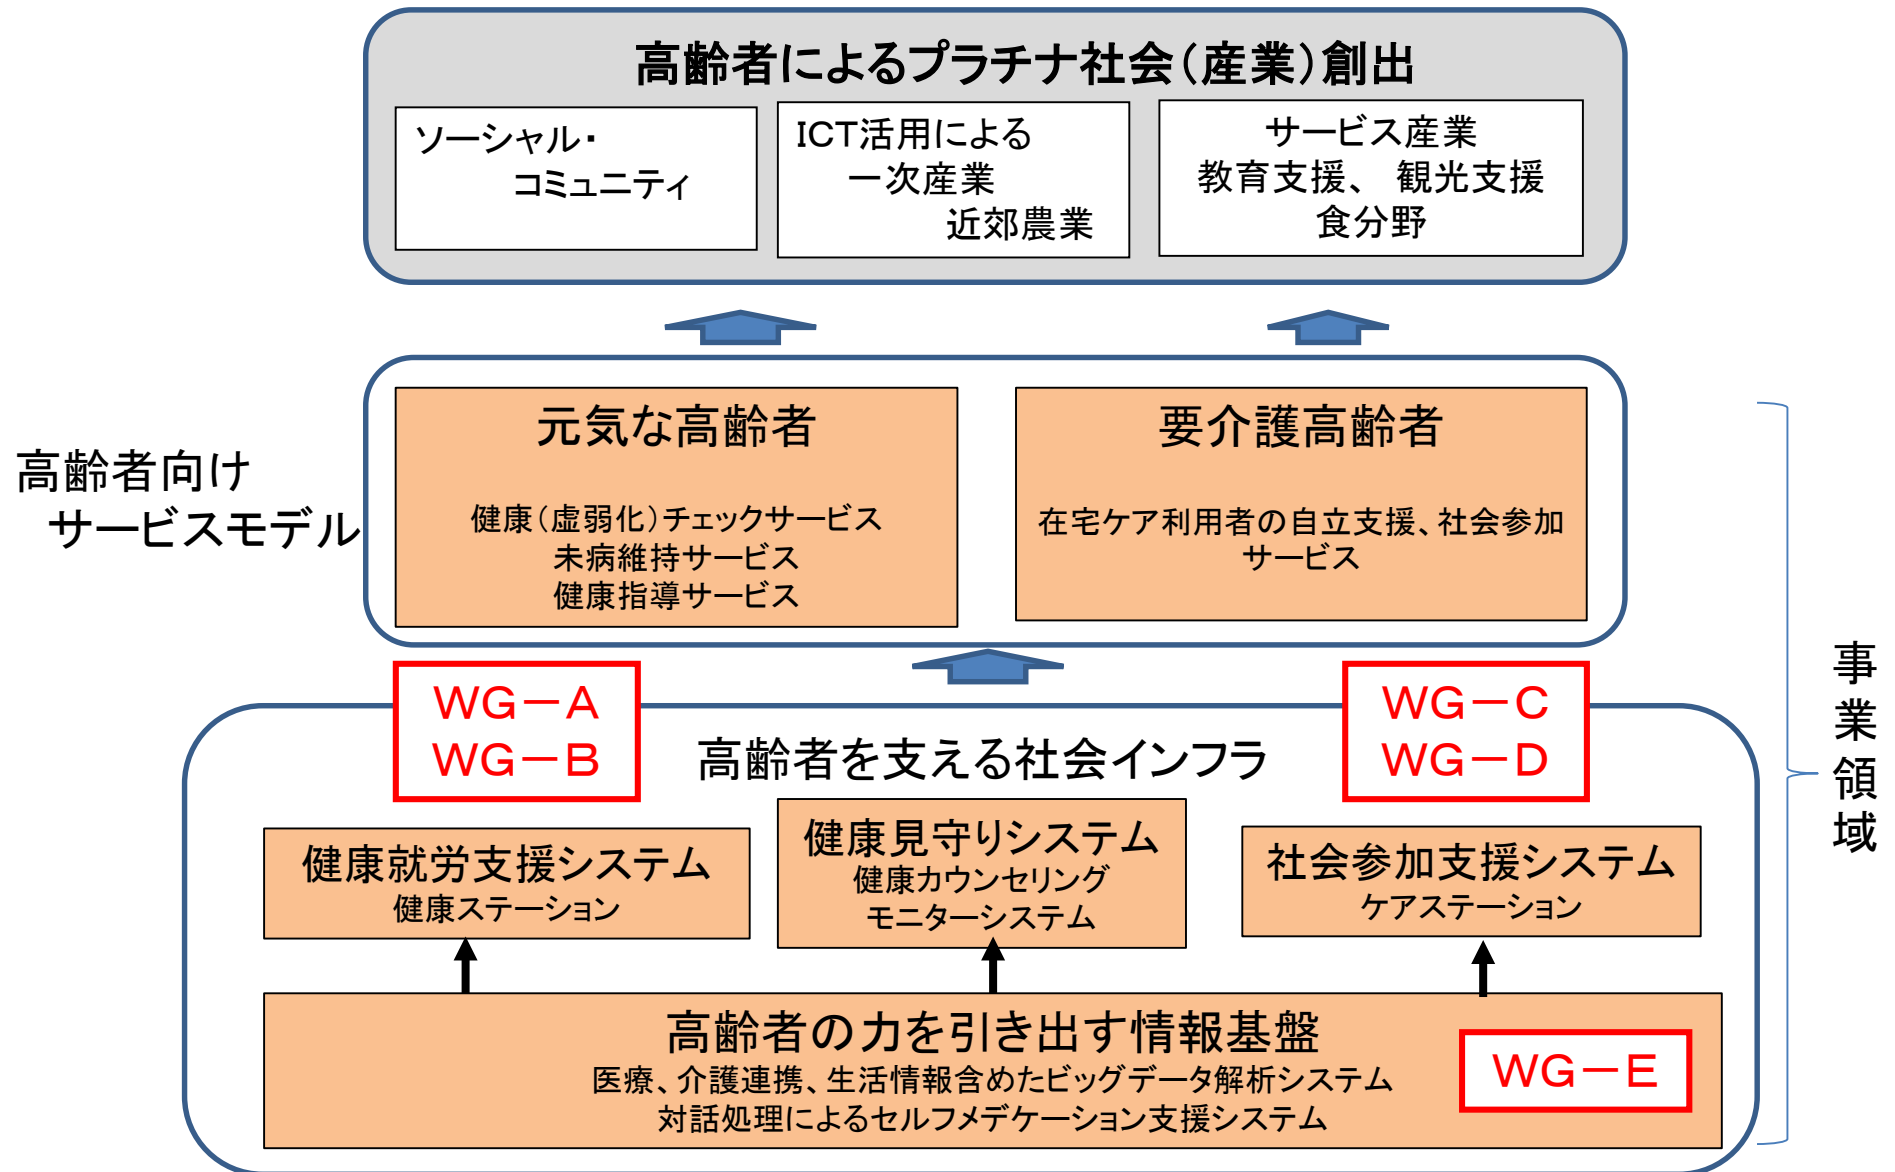 高齢者によるプラチナ社会（産業）創出
ソーシャル・
コミュニティ
ICT活用による
一次産業
近郊農業
サービス産業
教育支援、　観光支援
食分野
高齢者向け
サービスモデル
元気な高齢者
健康（虚弱化）チェックサービス
未病維持サービス
健康指導サービス
要介護高齢者
在宅ケア利用者の自立支援、社会参加
サービス
事業領域
WG－A
WG－B
WG－C
WG－D
高齢者を支える社会インフラ
健康就労支援システム
健康ステーション
健康見守りシステム
健康カウンセリング
モニターシステム
社会参加支援システム
ケアステーション
高齢者の力を引き出す情報基盤
医療、介護連携、生活情報含めたビッグデータ解析システム
対話処理によるセルフメデケーション支援システム
WG－E